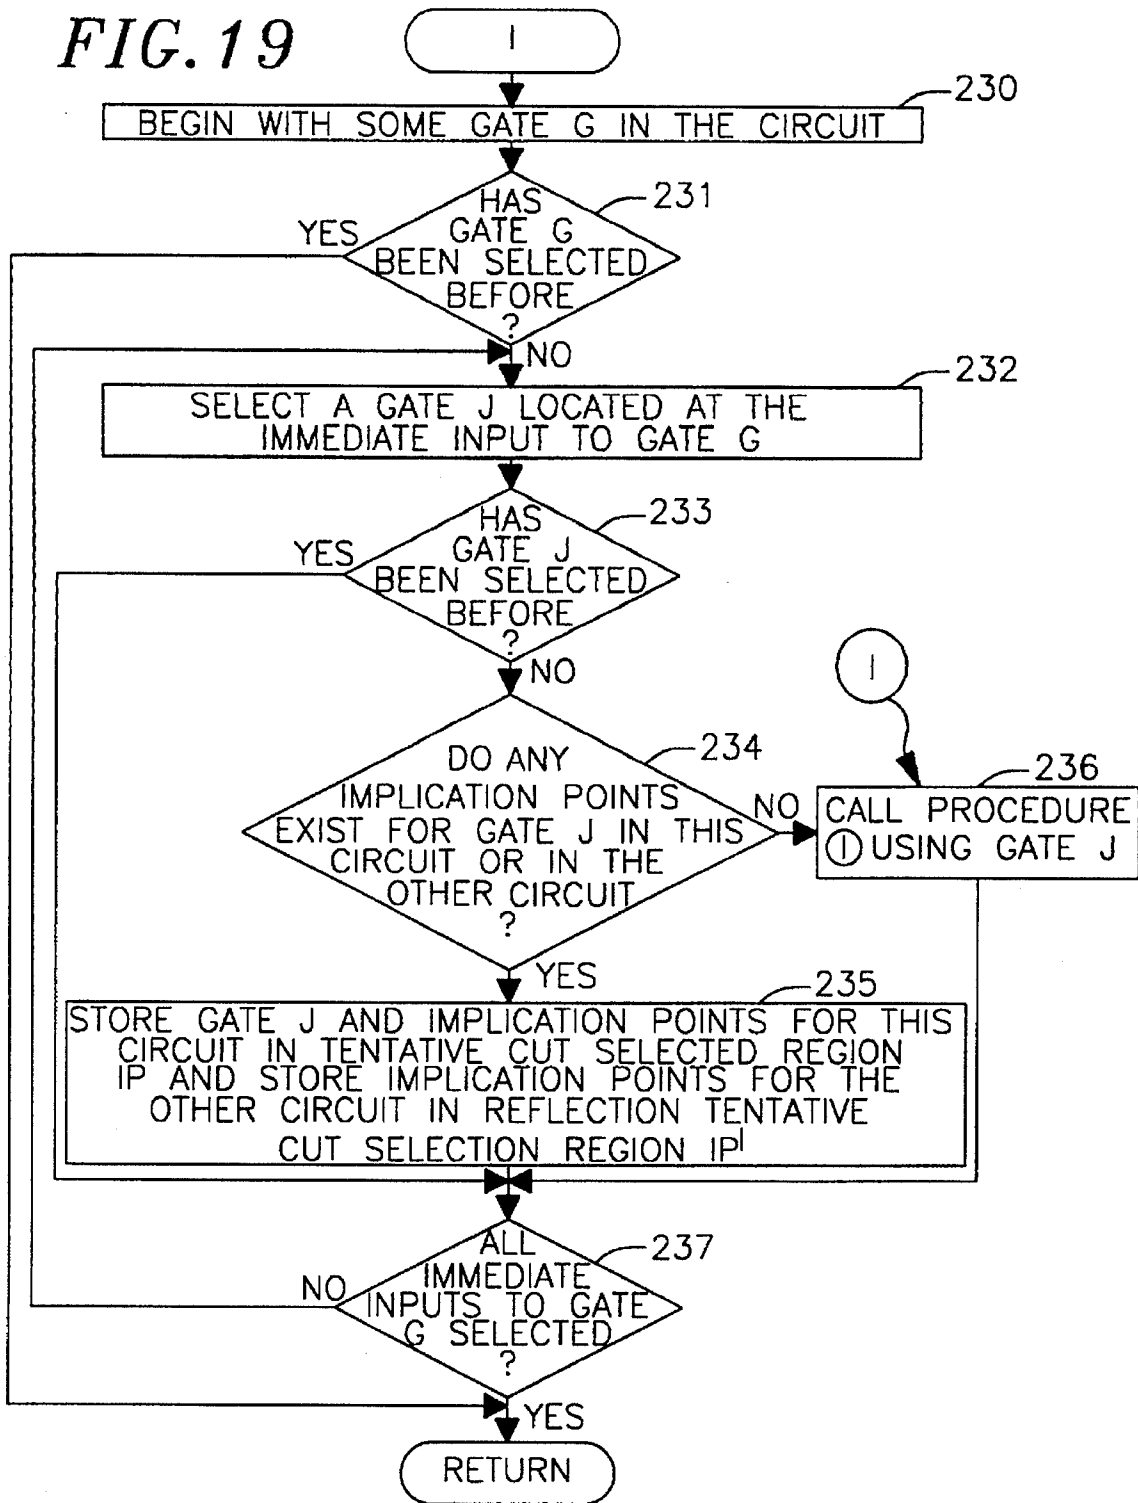 FIG. 19
1
230
BEGIN WITH SOME GATE G IN THE CIRCUIT
231
HAS
GATE G
BEEN SELECTED
BEFORE
?
YES
NO
232
SELECT A GATE J LOCATED AT THE
IMMEDIATE INPUT TO GATE G
233
HAS
GATE J
BEEN SELECTED
BEFORE
?
YES
NO
1
234
DO ANY
IMPLICATION POINTS
EXIST FOR GATE J IN THIS
CIRCUIT OR IN THE
OTHER CIRCUIT
?
NO
236
CALL PROCEDURE
① USING GATE J
YES
235
STORE GATE J AND IMPLICATION POINTS FOR THIS
CIRCUIT IN TENTATIVE CUT SELECTED REGION
IP AND STORE IMPLICATION POINTS FOR THE
OTHER CIRCUIT IN REFLECTION TENTATIVE
CUT SELECTION REGION IP'
237
ALL
IMMEDIATE
INPUTS TO GATE
G SELECTED
?
NO
YES
RETURN